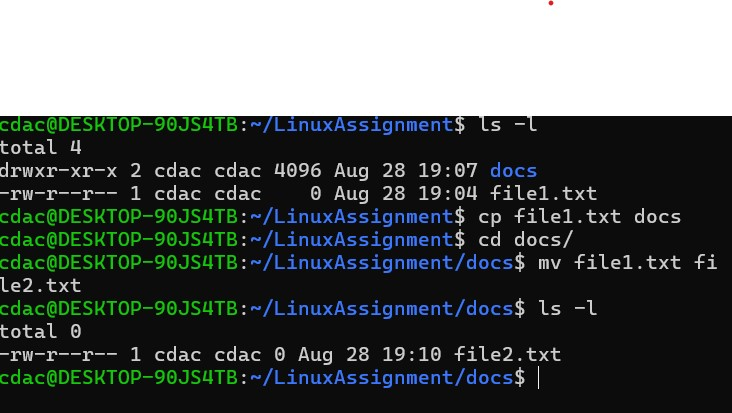 cdac@DESKTOP-90JS4TB:~/LinuxAssignment$ ls -l
total 4
drwxr-xr-x 2 cdac cdac 4096 Aug 28 19:07 docs
-rw-r--r-- 1 cdac cdac    0 Aug 28 19:04 file1.txt
cdac@DESKTOP-90JS4TB:~/LinuxAssignment$ cp file1.txt docs
cdac@DESKTOP-90JS4TB:~/LinuxAssignment$ cd docs/
cdac@DESKTOP-90JS4TB:~/LinuxAssignment/docs$ mv file1.txt fi
le2.txt
cdac@DESKTOP-90JS4TB:~/LinuxAssignment/docs$ ls -l
total 0
-rw-r--r-- 1 cdac cdac 0 Aug 28 19:10 file2.txt
cdac@DESKTOP-90JS4TB:~/LinuxAssignment/docs$